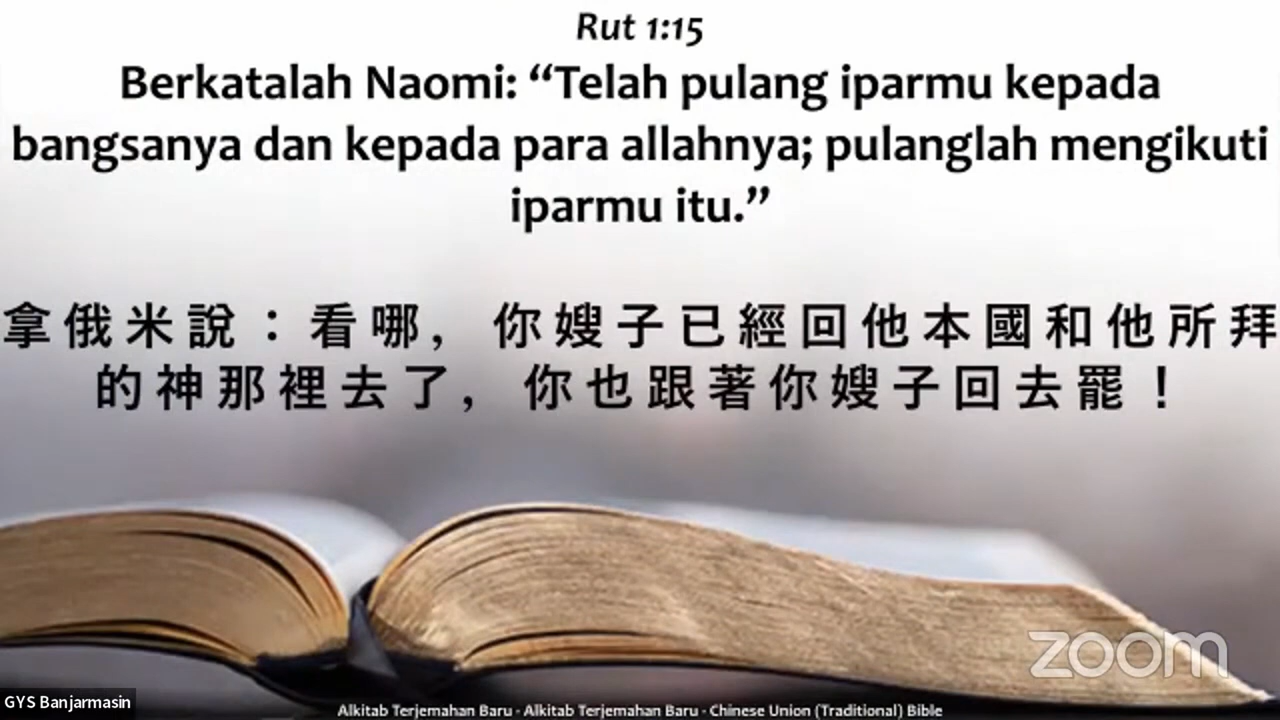 Rut 1:15
Berkatalah Naomi: “Telah pulang iparmu kepada
bangsanya dan kepada para allahnya; pulanglah mengikuti
iparmu itu.”
拿俄米說：看哪，你嫂子已經回他本國和他所拜
的神那裡去了，你也跟著你嫂子回去罷！
zoom
GYS Banjarmasin
Alkitab Terjemahan Baru - Alkitab Terjemahan Baru - Chinese Union (Traditional) Bible